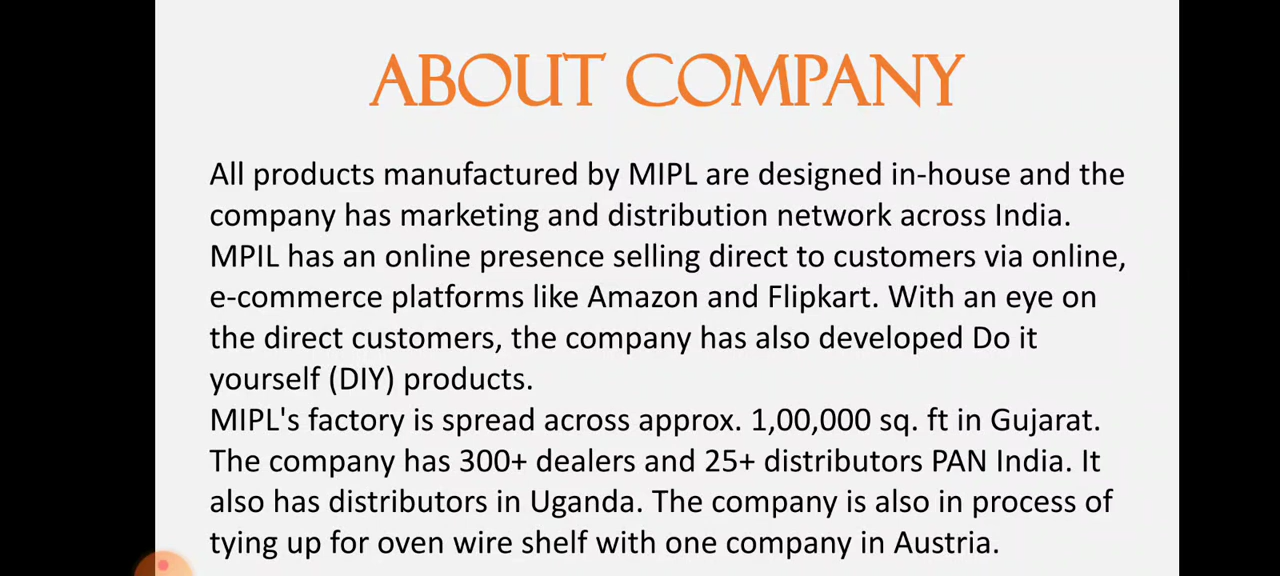 ABOUT COMPANY
All products manufactured by MIPL are designed in-house and the
company has marketing and distribution network across India.
MPIL has an online presence selling direct to customers via online,
e-commerce platforms like Amazon and Flipkart. With an eye on
the direct customers, the company has also developed Do it
yourself (DIY) products.
MIPL's factory is spread across approx. 1,00,000 sq. ft in Gujarat.
The company has 300+ dealers and 25+ distributors PAN India. It
also has distributors in Uganda. The company is also in process of
tying up for oven wire shelf with one company in Austria.